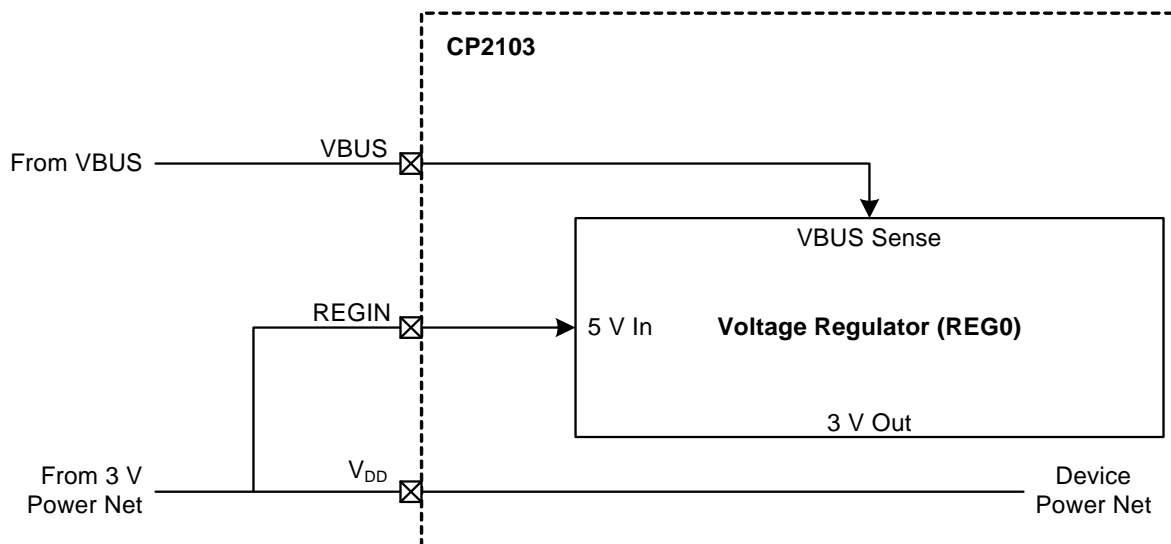 CP2103
VBUS
From VBUS
VBUS Sense
REGIN
5 V In
Voltage Regulator (REG0)
3 V Out
From 3 V
Power Net
VDD
Device
Power Net